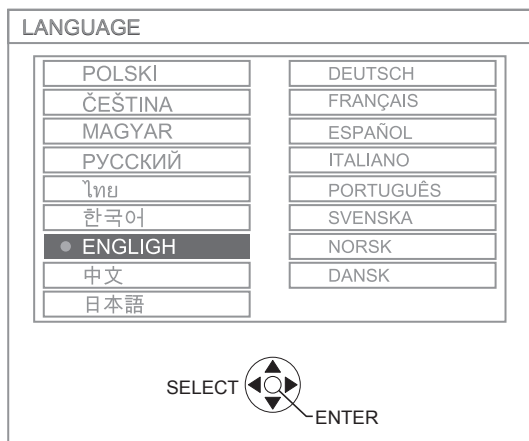 LANGUAGE
POLSKI
ČEŠTINA
MAGYAR
РУССКИЙ
ไทย
한국어
ENGLIGH
中文
日本語
DEUTSCH
FRANÇAIS
ESPAÑOL
ITALIANO
PORTUGUÊS
SVENSKA
NORSK
DANSK
SELECT
ENTER